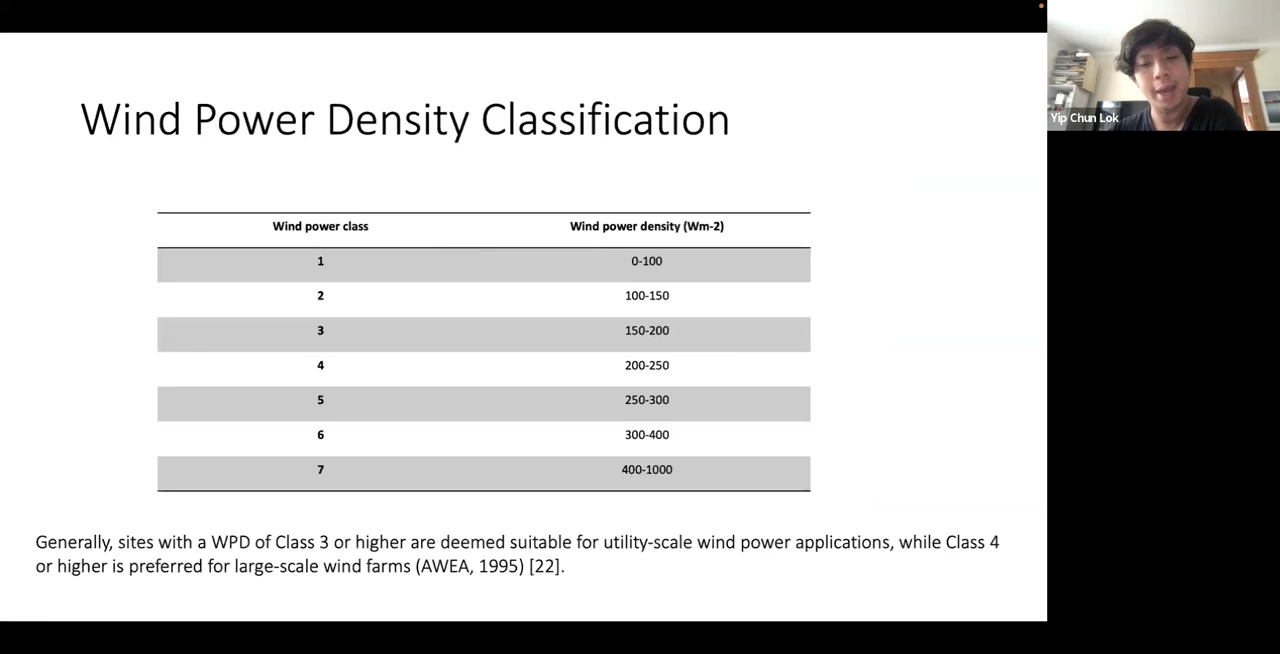 Wind Power Density Classification
Wind power class Wind power density (Wm-2)
1 0-100
2 100-150
3 150-200
4 200-250
5 250-300
6 300-400
7 400-1000
Generally, sites with a WPD of Class 3 or higher are deemed suitable for utility-scale wind power applications, while Class 4
or higher is preferred for large-scale wind farms (AWEA, 1995) [22].
Yip Chun Lok